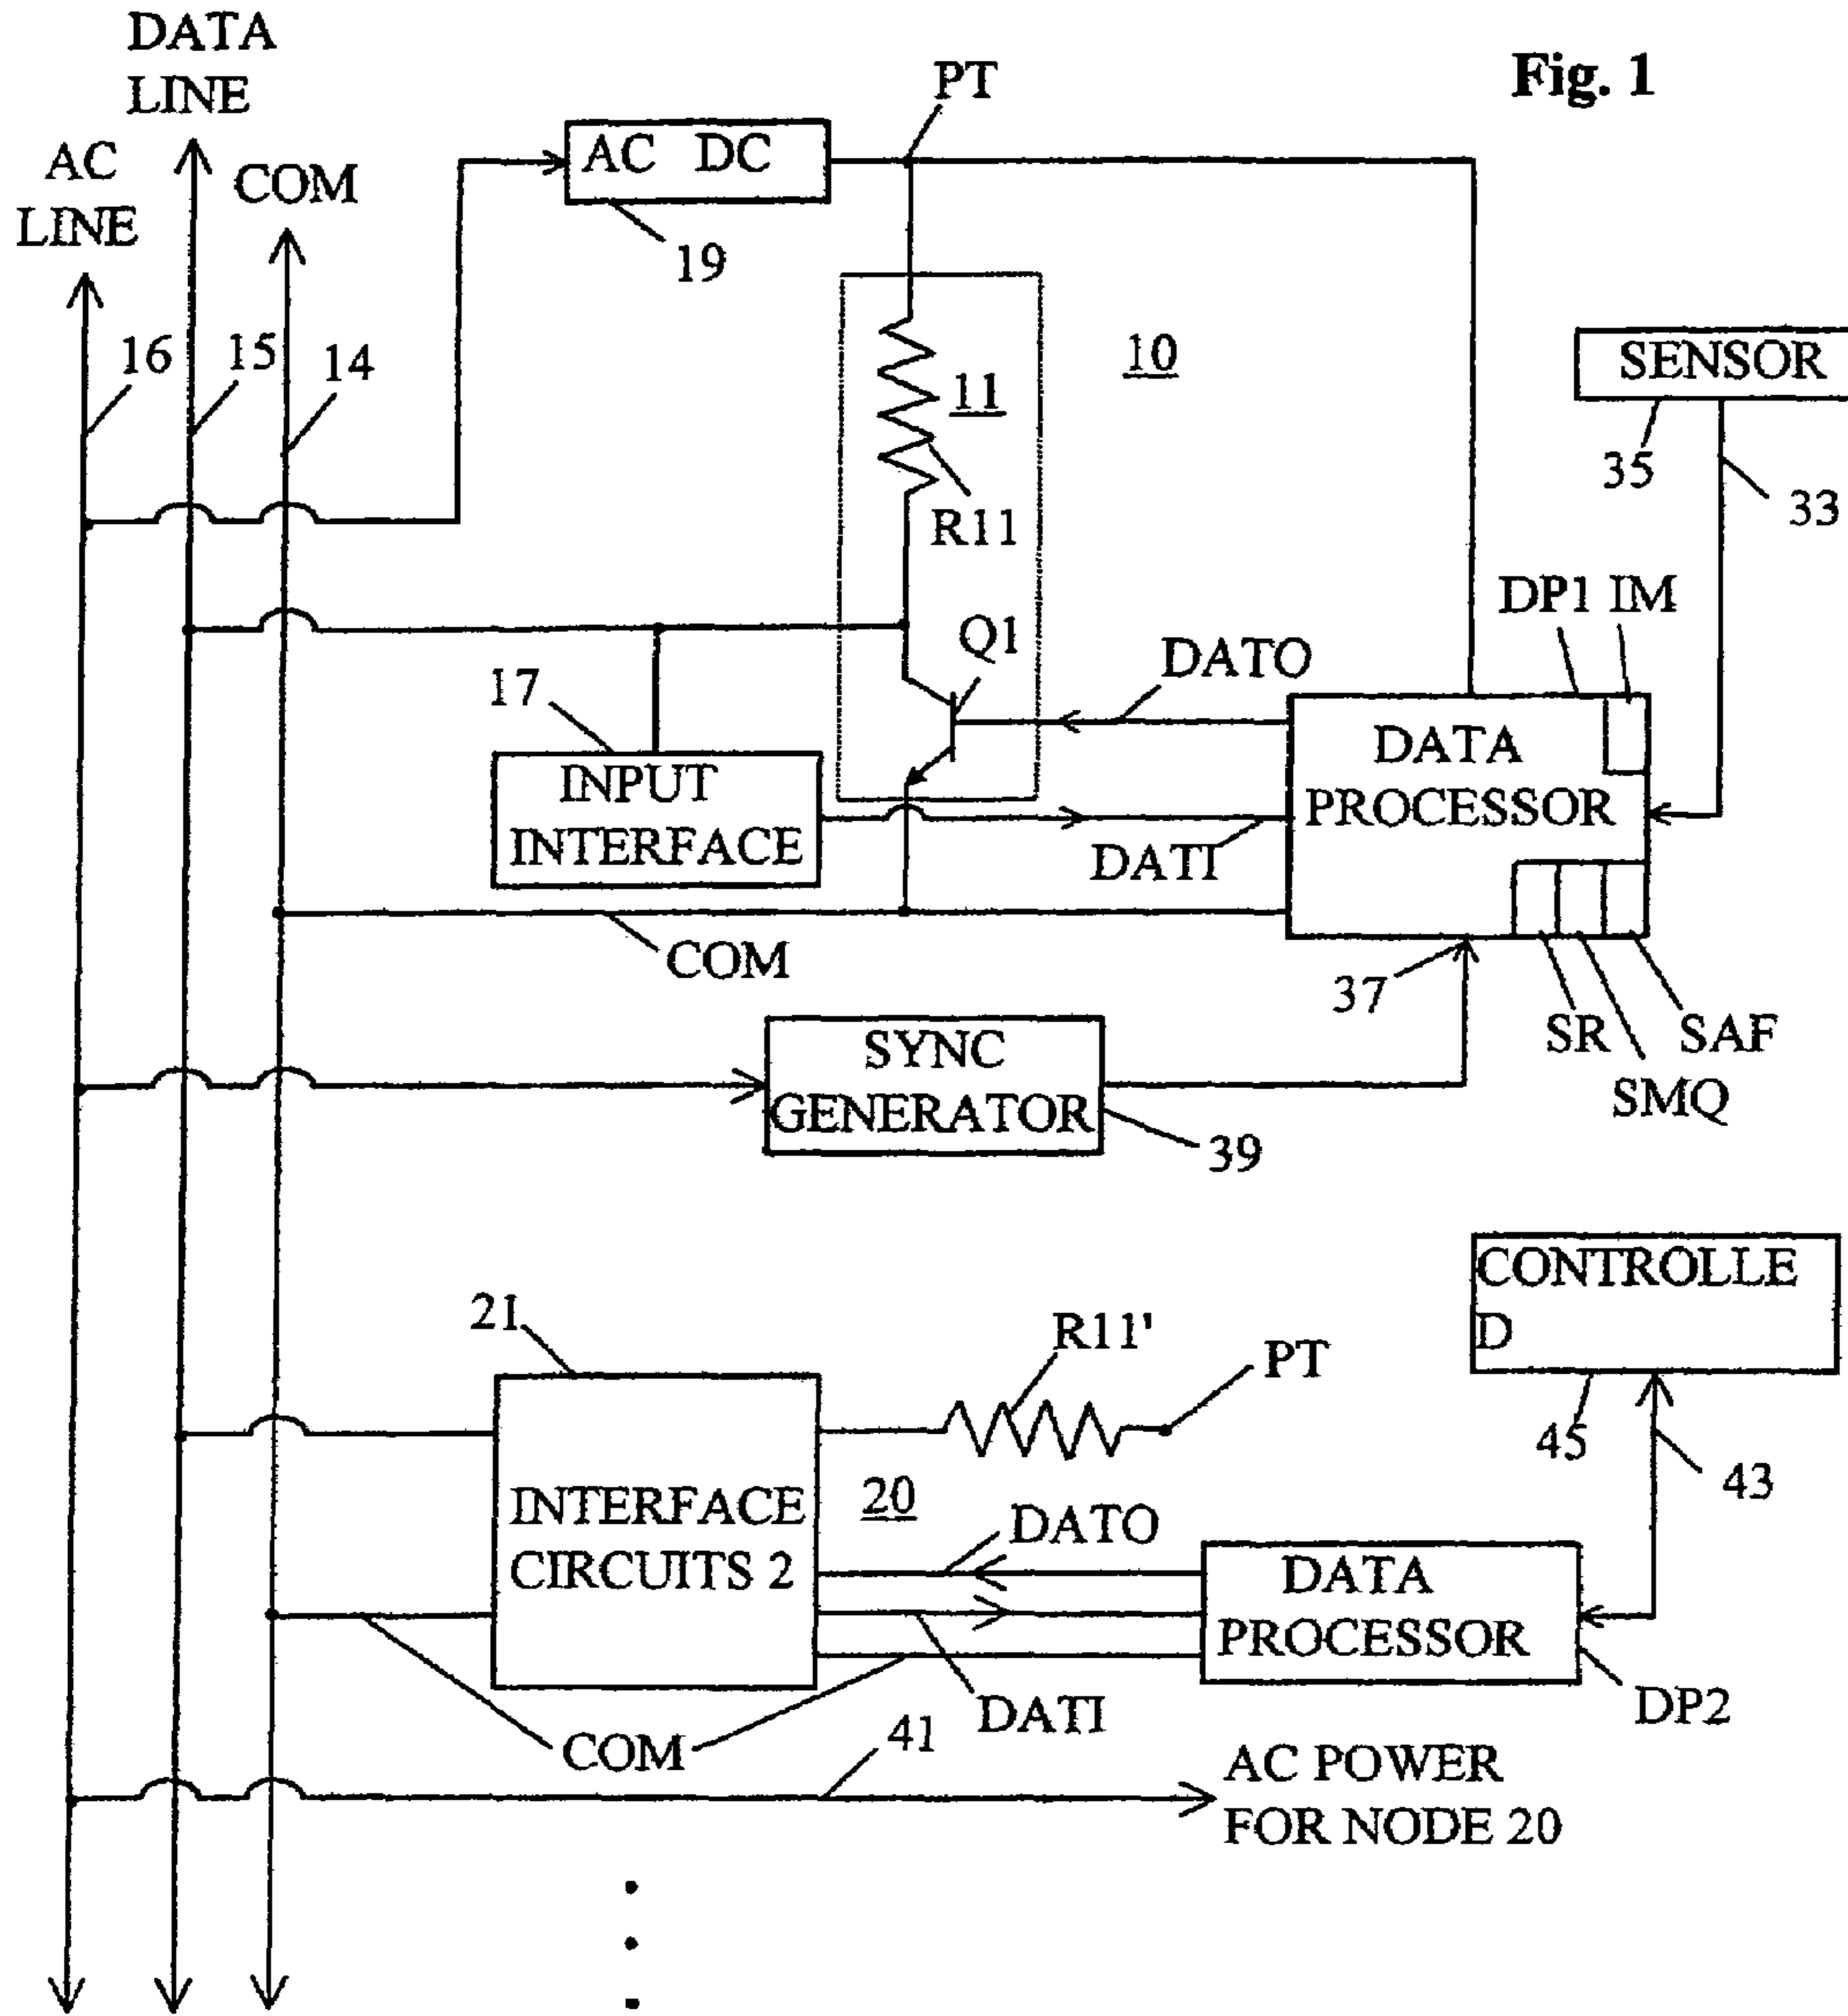 DATA
LINE
AC
LINE
COM
PT
Fig. 1
AC DC
19
16
15
14
10
11
R11
SENSOR
35
33
DP1 IM
Q1
DATO
17
INPUT
INTERFACE
DATA
PROCESSOR
DATI
COM
37
SR SAF
SMQ
SYNC
GENERATOR
39
CONTROLLE
D
45
43
21
R11'
PT
INTERFACE
CIRCUITS 2
20
DATO
DATA
PROCESSOR
DATI
DP2
COM
41
AC POWER
FOR NODE 20